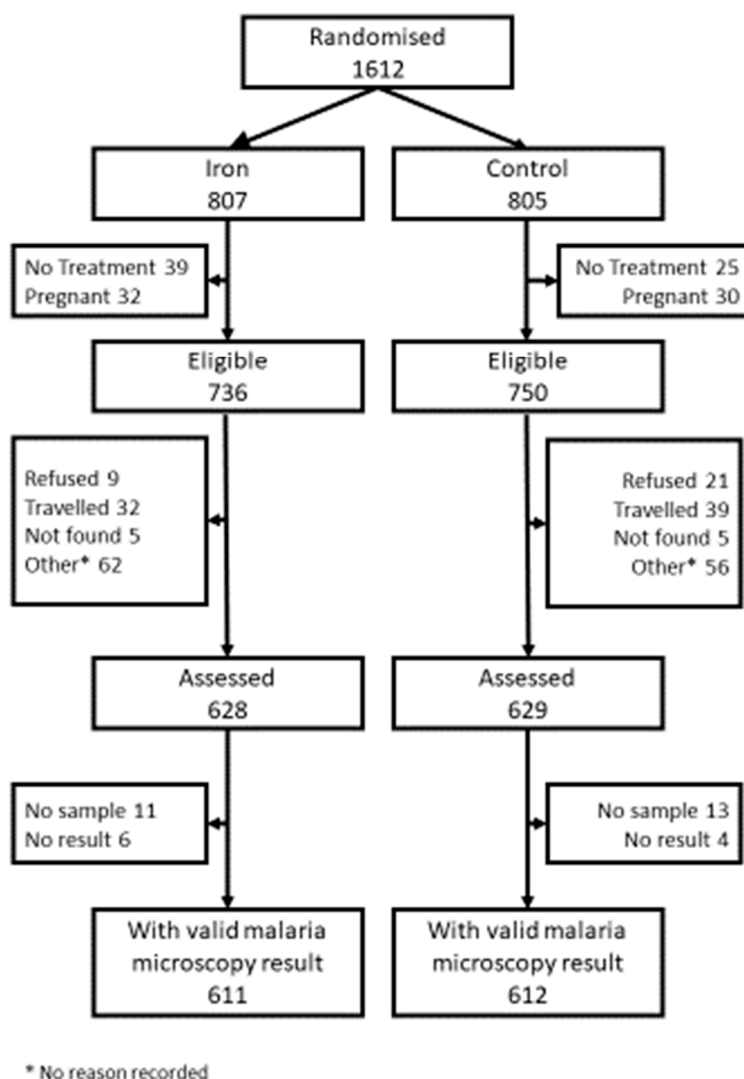 Randomised
1612
Iron
807
Control
805
No Treatment 39
Pregnant 32
No Treatment 25
Pregnant 30
Eligible
736
Eligible
750
Refused 9
Travelled 32
Not found 5
Other* 62
Refused 21
Travelled 39
Not found 5
Other* 56
Assessed
628
Assessed
629
No sample 11
No result 6
No sample 13
No result 4
With valid malaria
microscopy result
611
With valid malaria
microscopy result
612
* No reason recorded